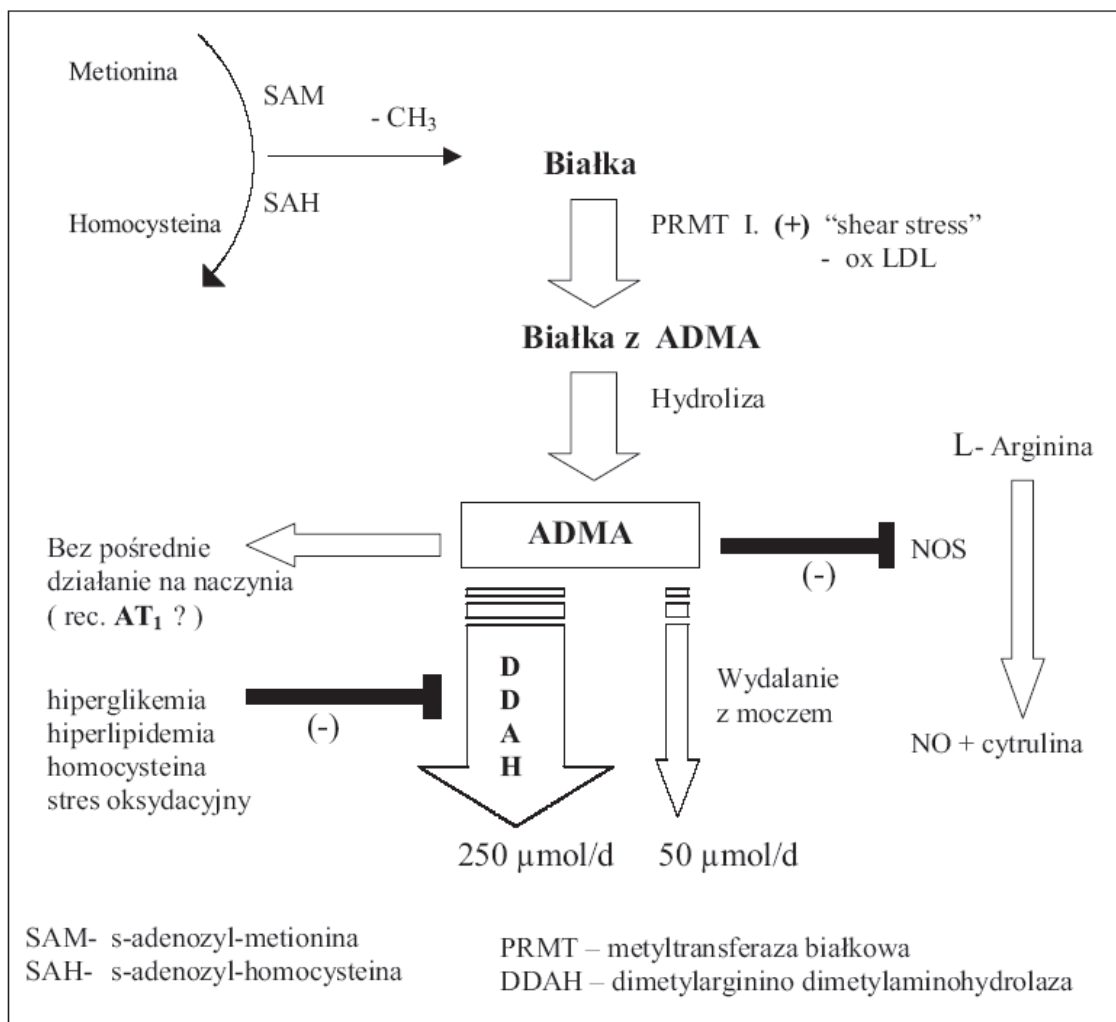 Metionina
SAM
- CH₃
SAH
Homocysteina
Białka
PRMT I. (+) “shear stress”
- ox LDL
Białka z ADMA
Hydroliza
L- Arginina
ADMA
Bez pośrednie
działanie na naczynia
( rec. AT₁ ? )
(-)
NOS
hiperglikemia
hiperlipidemia
homocysteina
stres oksydacyjny
(-)
D
D
A
H
Wydalanie
z moczem
NO + cytrulina
250 µmol/d
50 µmol/d
SAM- s-adenozyl-metionina
SAH- s-adenozyl-homocysteina
PRMT – metyltransferaza białkowa
DDAH – dimetylarginino dimetylaminohydrolaza